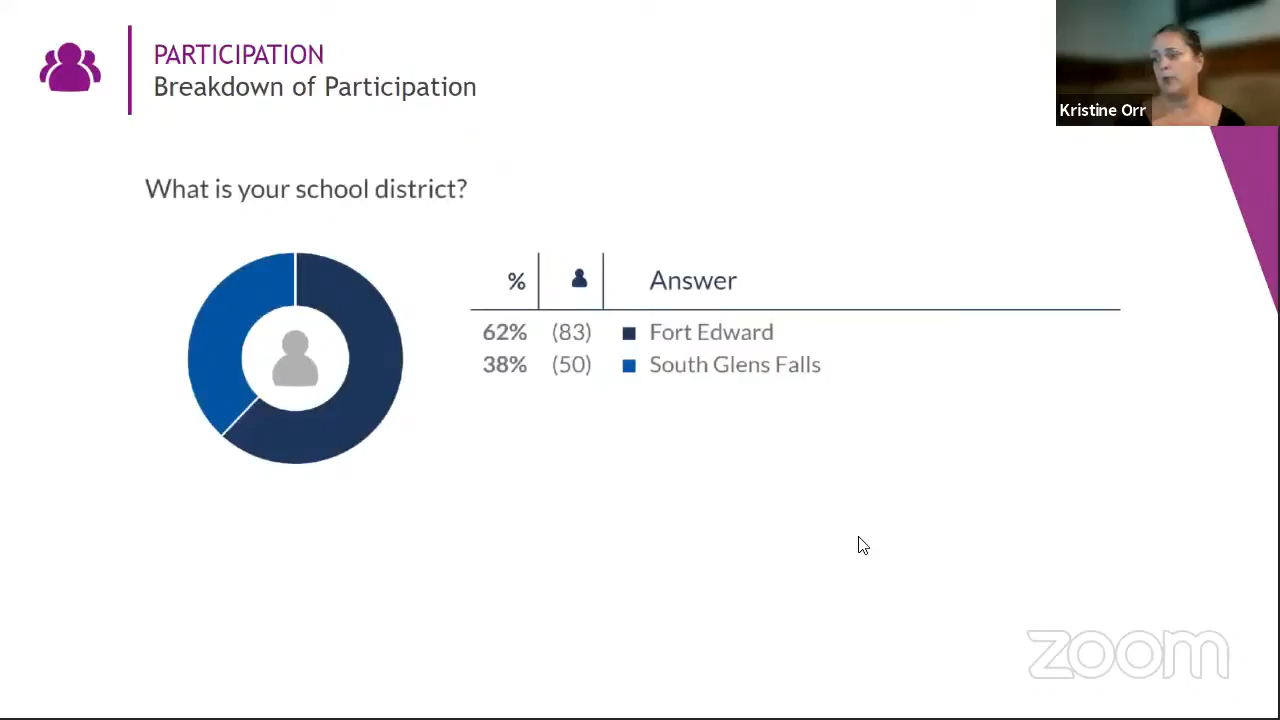 PARTICIPATION
Breakdown of Participation
Kristine Orr
What is your school district?
% Answer
62% (83) Fort Edward
38% (50) South Glens Falls
zoom